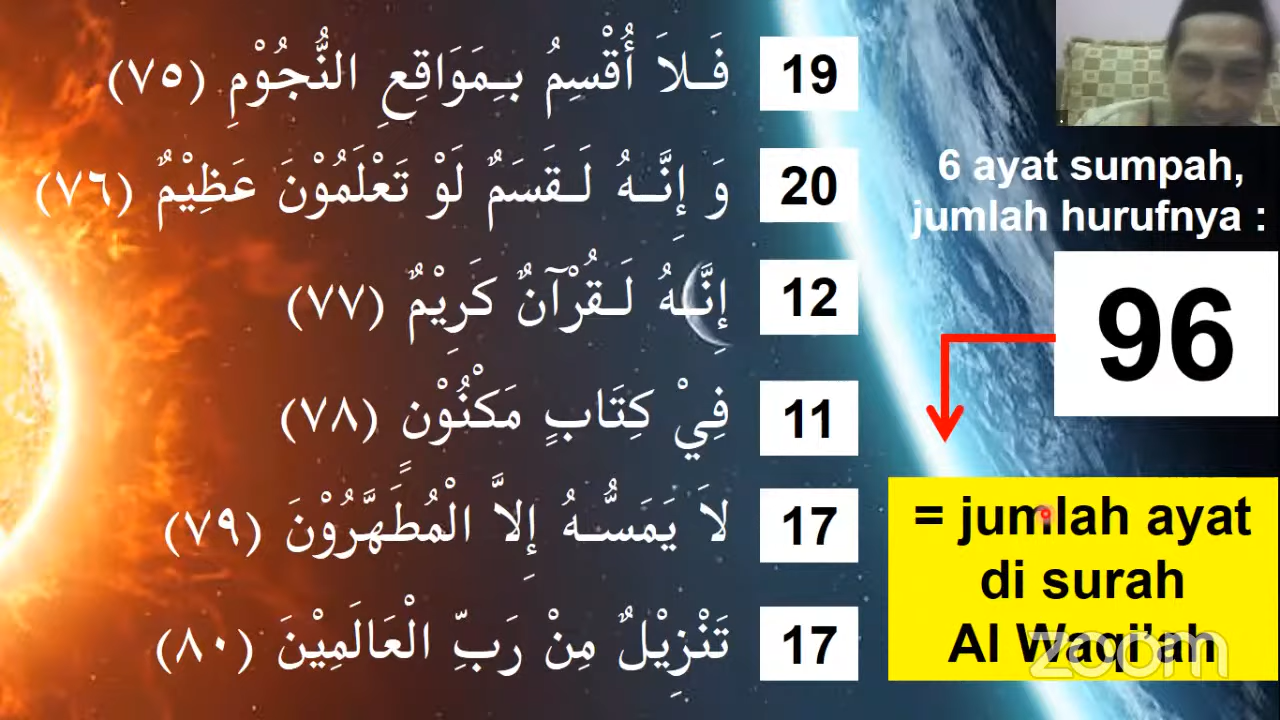 فَلاَ أُقْسِمُ بِمَوَاقِعِ النُّجُوْمِ (٧٥)
19
وَ إِنَّهُ لَقَسَمٌ لَوْ تَعْلَمُوْنَ عَظِيْمٌ (٧٦)
20
إِنَّهُ لَقُرْآنٌ كَرِيْمٌ (٧٧)
12
فِيْ كِتَابٍ مَكْنُوْنٍ (٧٨)
11
لاَ يَمَسُّهُ إِلاَّ الْمُطَهَّرُوْنَ (٧٩)
17
تَنْزِيْلٌ مِنْ رَبِّ الْعَالَمِيْنَ (٨٠)
17
6 ayat sumpah,
jumlah hurufnya :
96
= jumlah ayat
di surah
Al Waqi'ah
zoom